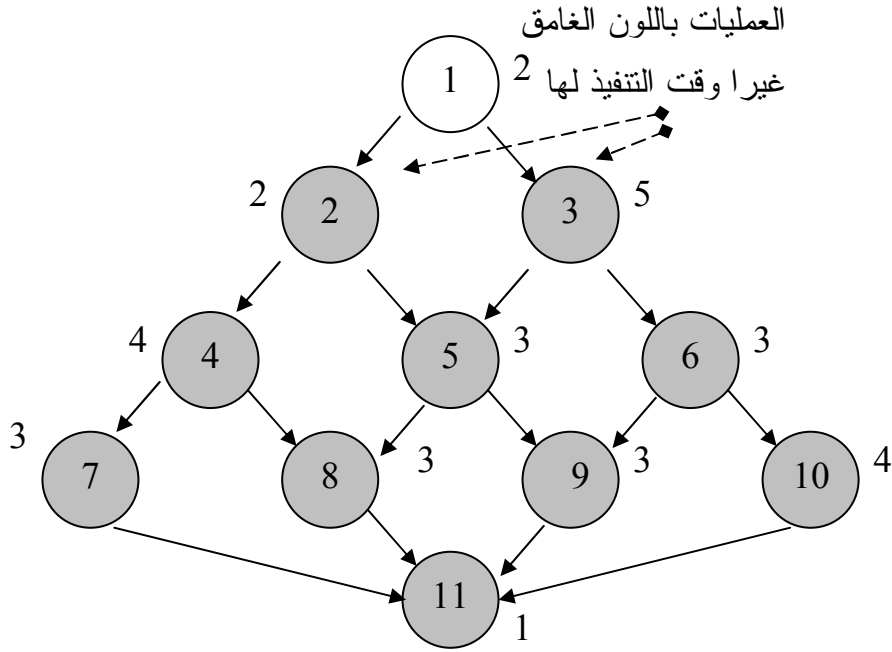 العمليات باللون الغامق
1 2 غيرا وقت التنفيذ لها
2 2 3 5
4 4 5 3 6 3
3 7 8 3 9 3 10 4
11 1